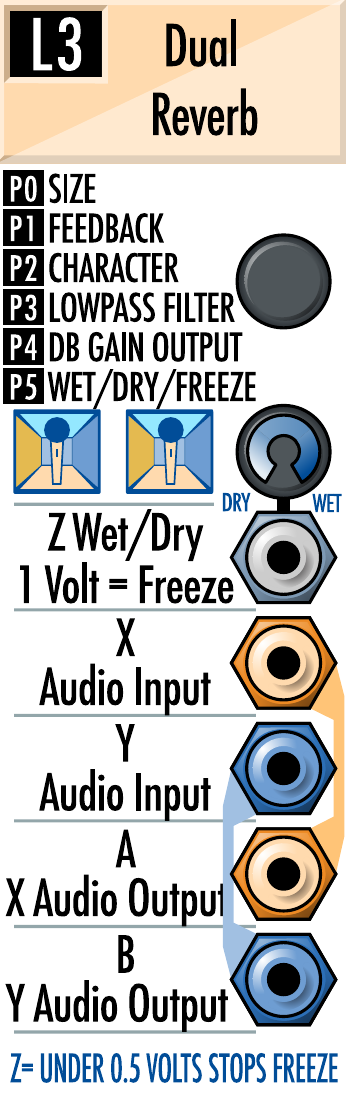 L3
Dual
Reverb
P0 SIZE
P1 FEEDBACK
P2 CHARACTER
P3 LOWPASS FILTER
P4 DB GAIN OUTPUT
P5 WET/DRY/FREEZE
DRY WET
Z Wet/Dry
1 Volt = Freeze
X
Audio Input
Y
Audio Input
A
X Audio Output
B
Y Audio Output
Z= UNDER 0.5 VOLTS STOPS FREEZE